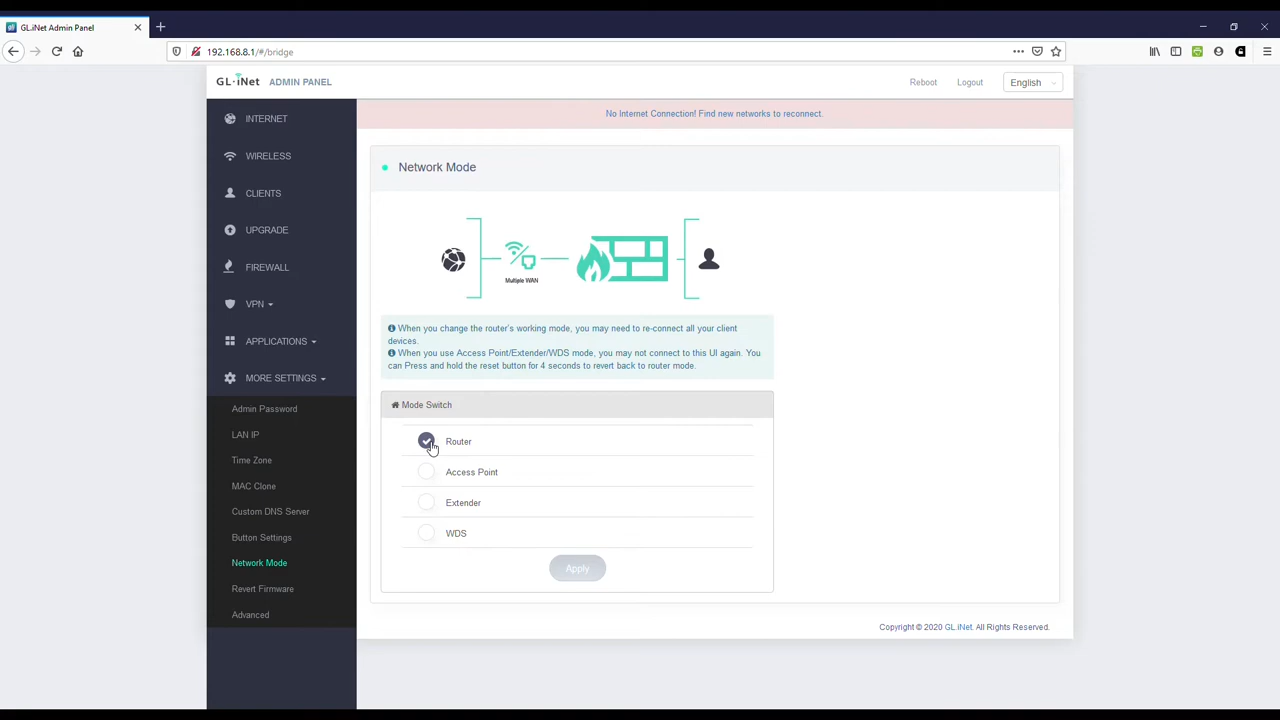 GL.iNet Admin Panel
192.168.8.1/#/bridge
GL·iNet ADMIN PANEL
Reboot
Logout
English
INTERNET
WIRELESS
CLIENTS
UPGRADE
FIREWALL
VPN
APPLICATIONS
MORE SETTINGS
Admin Password
LAN IP
Time Zone
MAC Clone
Custom DNS Server
Button Settings
Network Mode
Revert Firmware
Advanced
No Internet Connection! Find new networks to reconnect.
Network Mode
Multiple WAN
When you change the router's working mode, you may need to re-connect all your client
devices.
When you use Access Point/Extender/WDS mode, you may not connect to this UI again. You
can Press and hold the reset button for 4 seconds to revert back to router mode.
Mode Switch
Router
Access Point
Extender
WDS
Apply
Copyright © 2020 GL.iNet. All Rights Reserved.